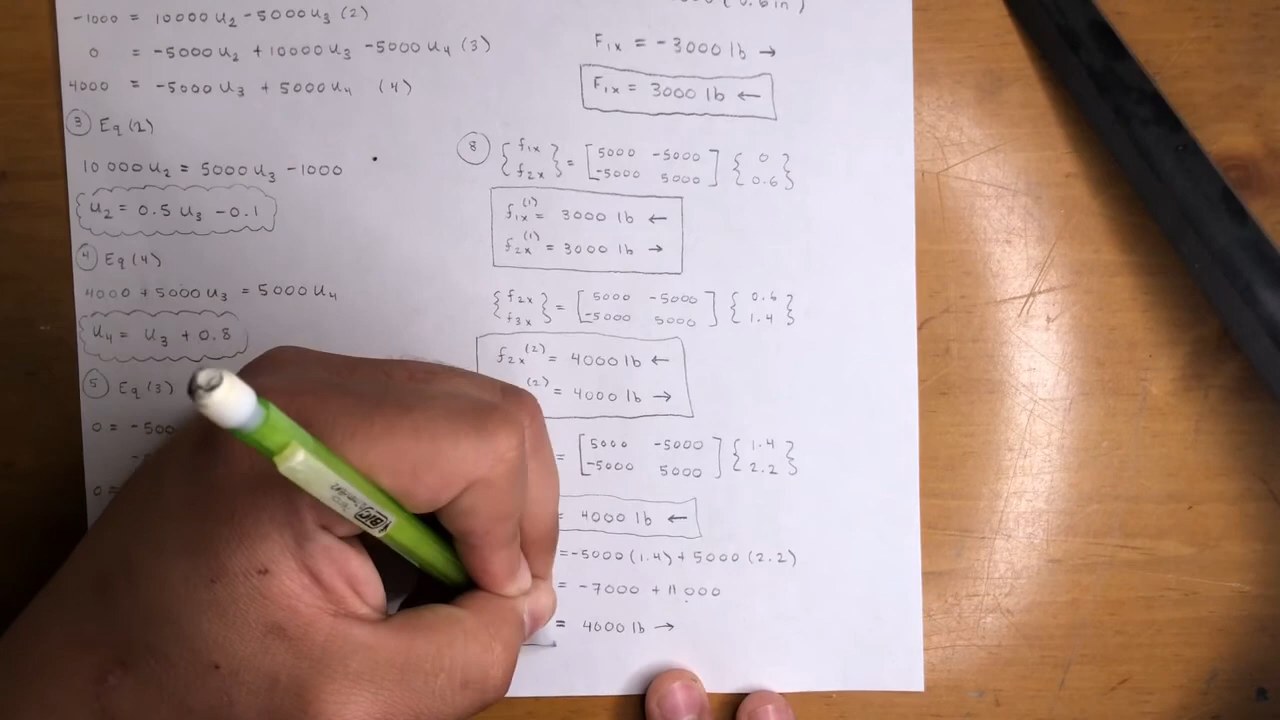 -1000 = 10000 u₂ - 5000 u₃ (2)
0 = -5000 u₂ + 10000 u₃ - 5000 u₄ (3)
4000 = -5000 u₃ + 5000 u₄ (4)
③ Eq (2)
10 000 u₂ = 5000 u₃ - 1000
u₂ = 0.5 u₃ - 0.1
④ Eq (4)
4000 + 5000 u₃ = 5000 u₄
u₄ = u₃ + 0.8
⑤ Eq (3)
0 = -500
0 =
(0.6in)
F₁ₓ = -3000 lb →
F₁ₓ = 3000 lb ←
⑧ { f₁ₓ } = [ 5000 -5000 ] { 0 }
{ f₂ₓ } [ -5000 5000 ] { 0.6 }
f₁ₓ⁽¹⁾ = 3000 lb ←
f₂ₓ⁽¹⁾ = 3000 lb →
{ f₂ₓ } = [ 5000 -5000 ] { 0.6 }
{ f₃ₓ } [ -5000 5000 ] { 1.4 }
f₂ₓ⁽²⁾ = 4000 lb ←
⁽²⁾ = 4000 lb →
= [ 5000 -5000 ] { 1.4 }
[ -5000 5000 ] { 2.2 }
4000 lb ←
= -5000 (1.4) + 5000 (2.2)
= -7000 + 11 000
= 4000 lb →
BIC